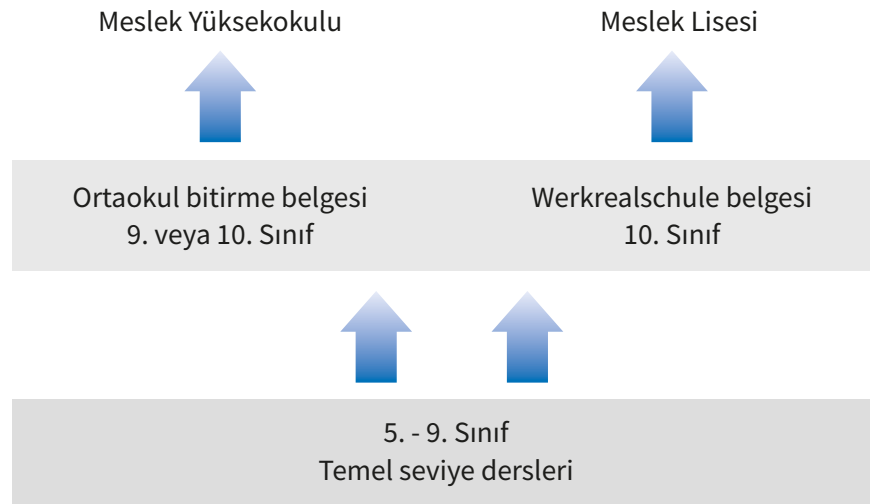 Meslek Yüksekokulu
Meslek Lisesi
Ortaokul bitirme belgesi
9. veya 10. Sınıf
Werkrealschule belgesi
10. Sınıf
5. - 9. Sınıf
Temel seviye dersleri